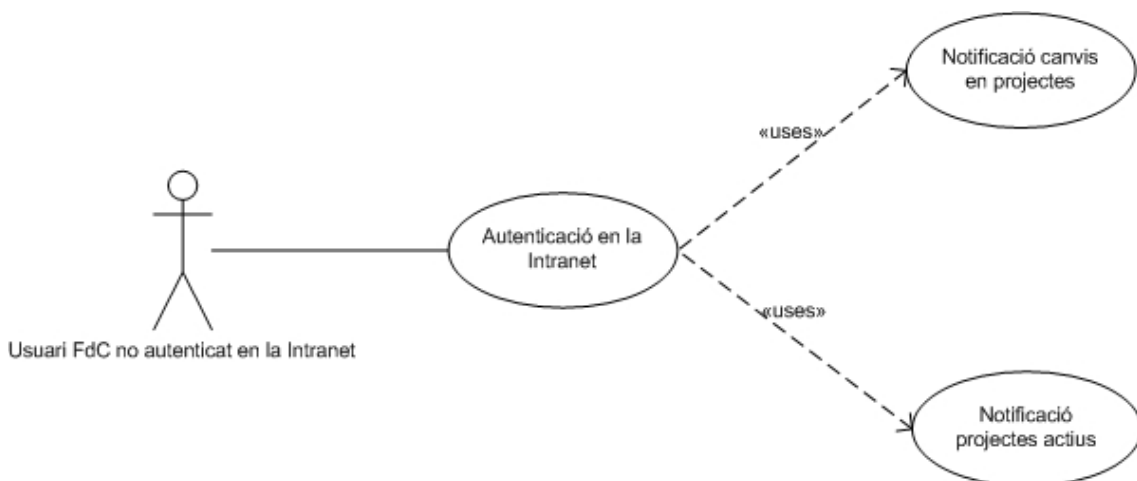 Notificació canvis
en projectes
«uses»
Autenticació en la
Intranet
«uses»
Usuari FdC no autenticat en la Intranet
Notificació
projectes actius